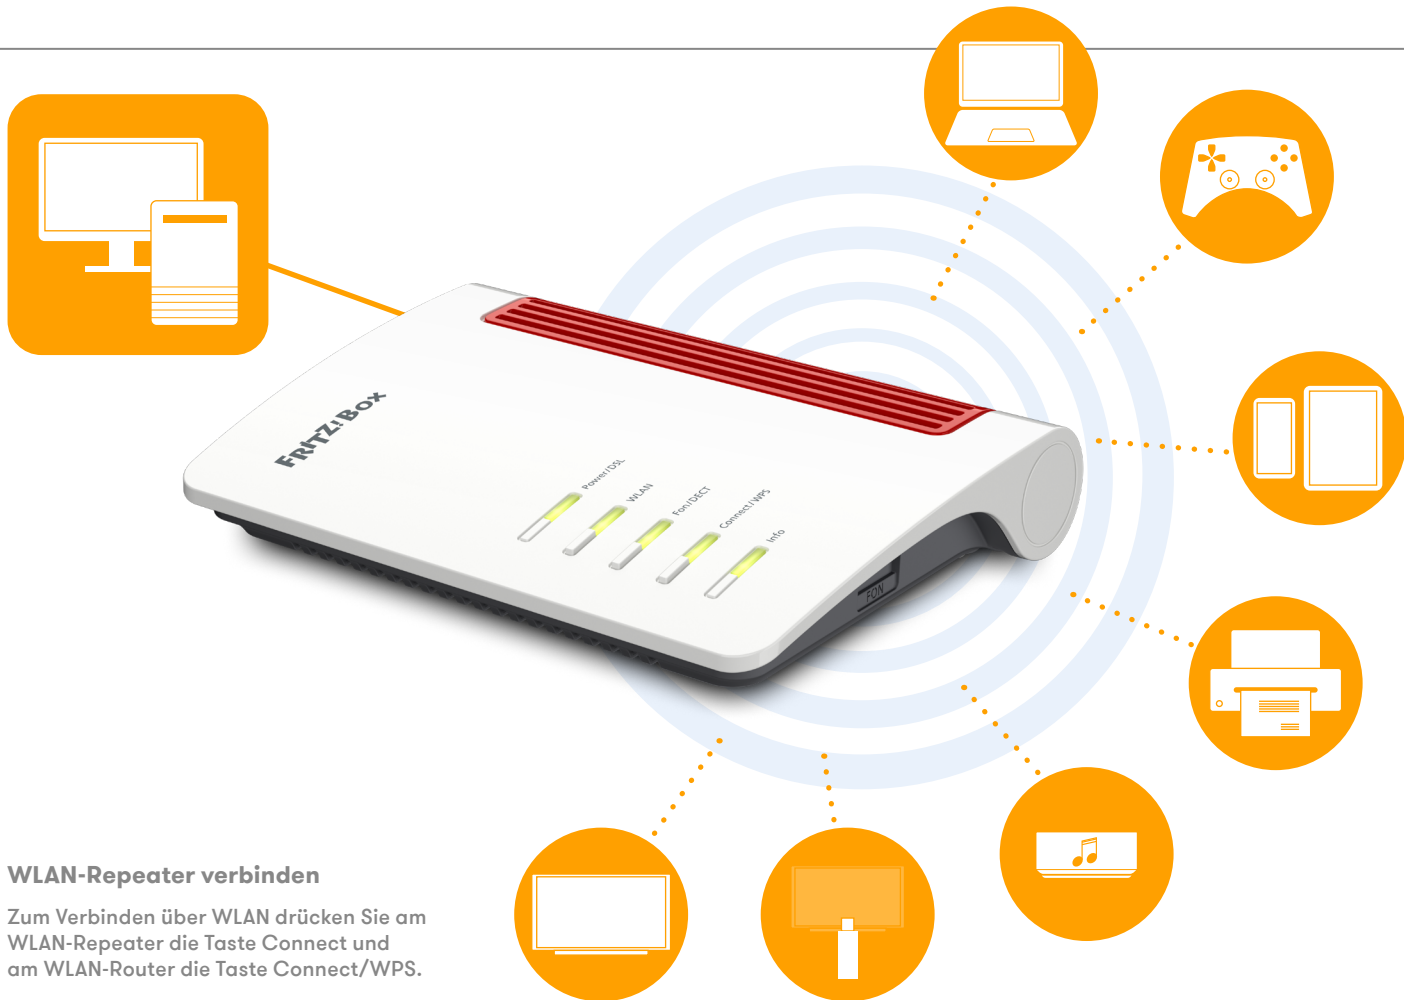 FRITZ!Box
Power/DSL
WLAN
Fon/DECT
Connect/WPS
Info
FON
WLAN-Repeater verbinden
Zum Verbinden über WLAN drücken Sie am
WLAN-Repeater die Taste Connect und
am WLAN-Router die Taste Connect/WPS.